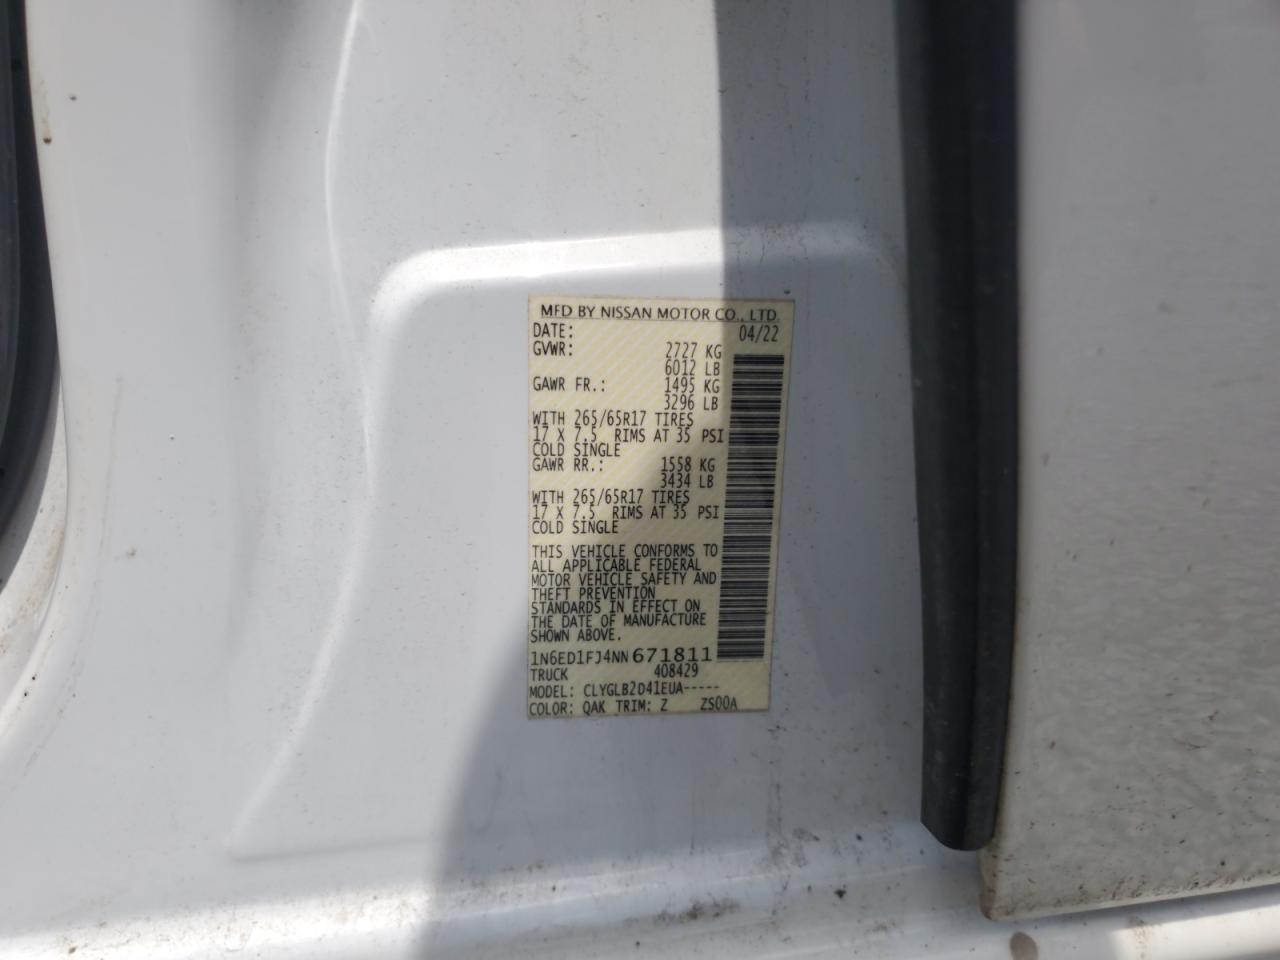 MFD BY NISSAN MOTOR CO., LTD.
DATE: 04/22
GVWR: 2727 KG
6012 LB
GAWR FR.: 1495 KG
3296 LB
WITH 265/65R17 TIRES
17 X 7.5 RIMS AT 35 PSI
COLD SINGLE
GAWR RR.: 1558 KG
3434 LB
WITH 265/65R17 TIRES
17 X 7.5 RIMS AT 35 PSI
COLD SINGLE
THIS VEHICLE CONFORMS TO
ALL APPLICABLE FEDERAL
MOTOR VEHICLE SAFETY AND
THEFT PREVENTION
STANDARDS IN EFFECT ON
THE DATE OF MANUFACTURE
SHOWN ABOVE.
1N6ED1FJ4NN671811
TRUCK 408429
MODEL: CLYGLB2D41EUA-----
COLOR: QAK TRIM: Z ZS00A